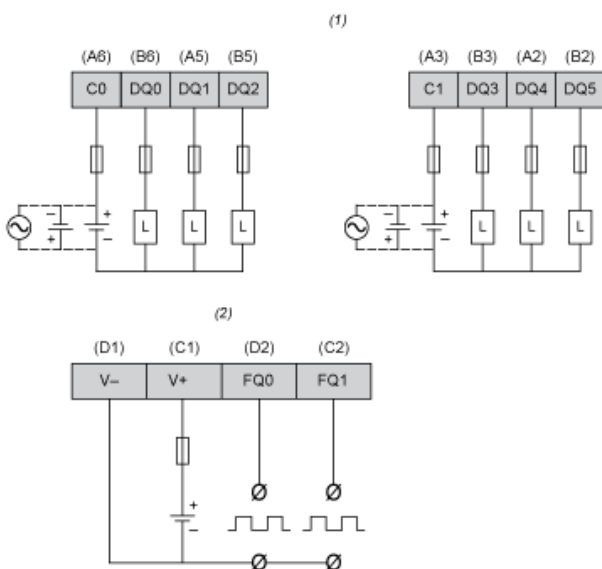 (1)
(A6) (B6) (A5) (B5)
C0 DQ0 DQ1 DQ2
(A3) (B3) (A2) (B2)
C1 DQ3 DQ4 DQ5
− + +
+ − L L L
− + +
+ − L L L
(2)
(D1) (C1) (D2) (C2)
V− V+ FQ0 FQ1
+
−